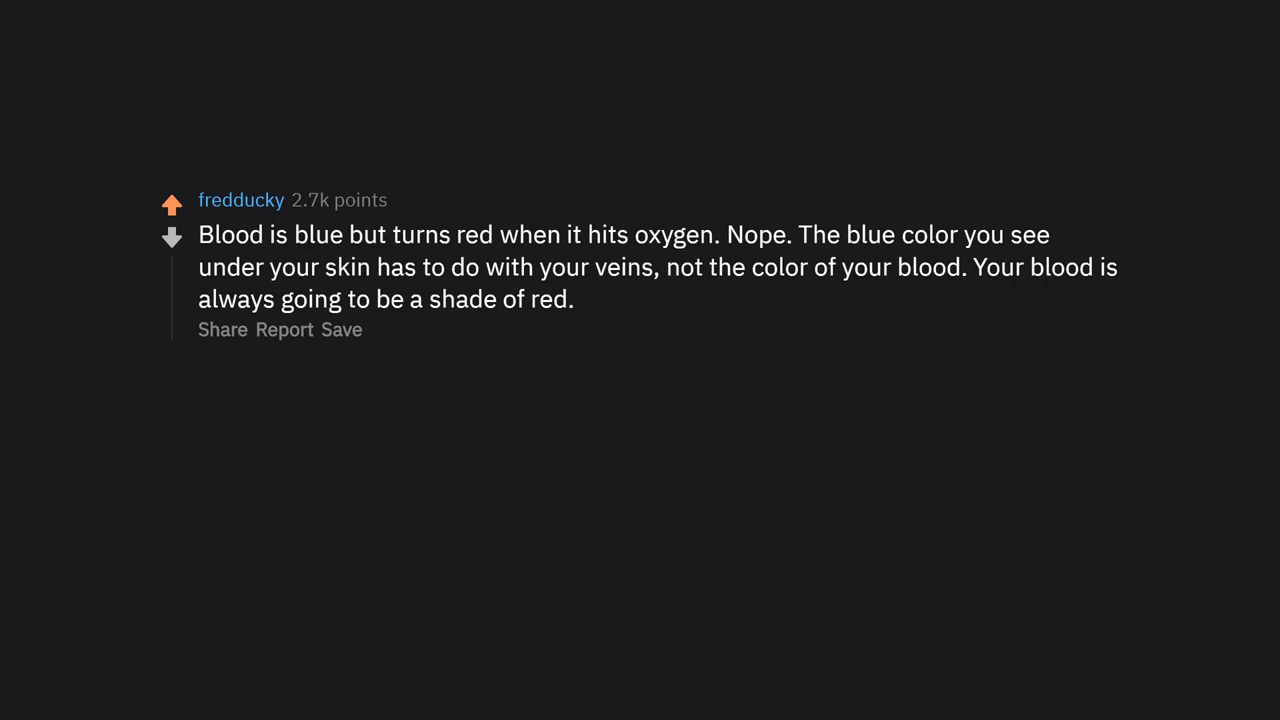 fredducky 2.7k points
Blood is blue but turns red when it hits oxygen. Nope. The blue color you see
under your skin has to do with your veins, not the color of your blood. Your blood is
always going to be a shade of red.
Share Report Save